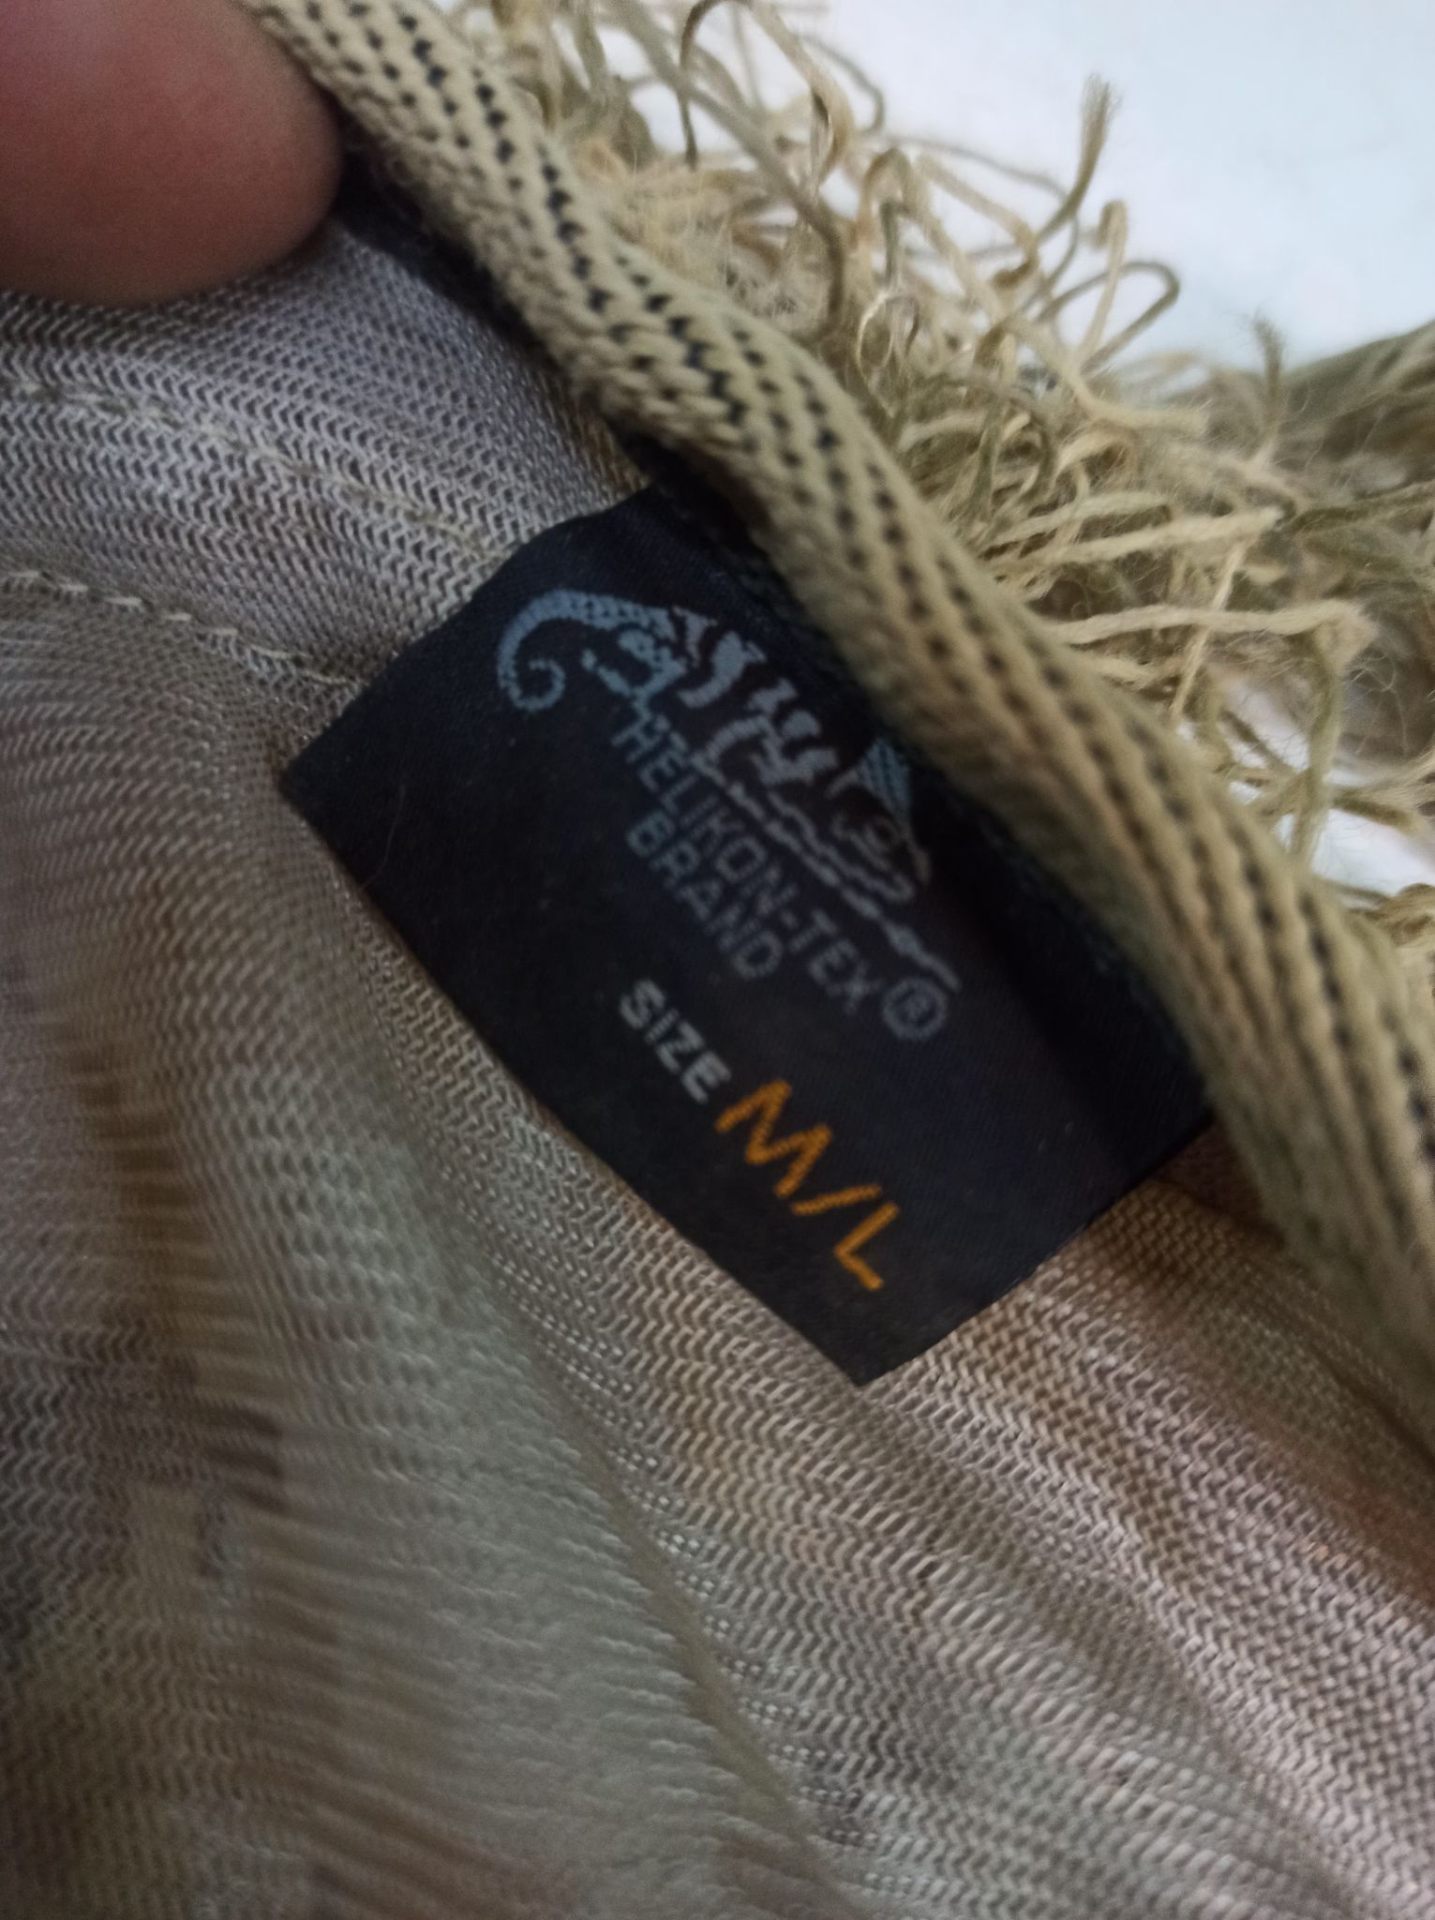 HELIKON-TEX®
BRAND
SIZE M/L